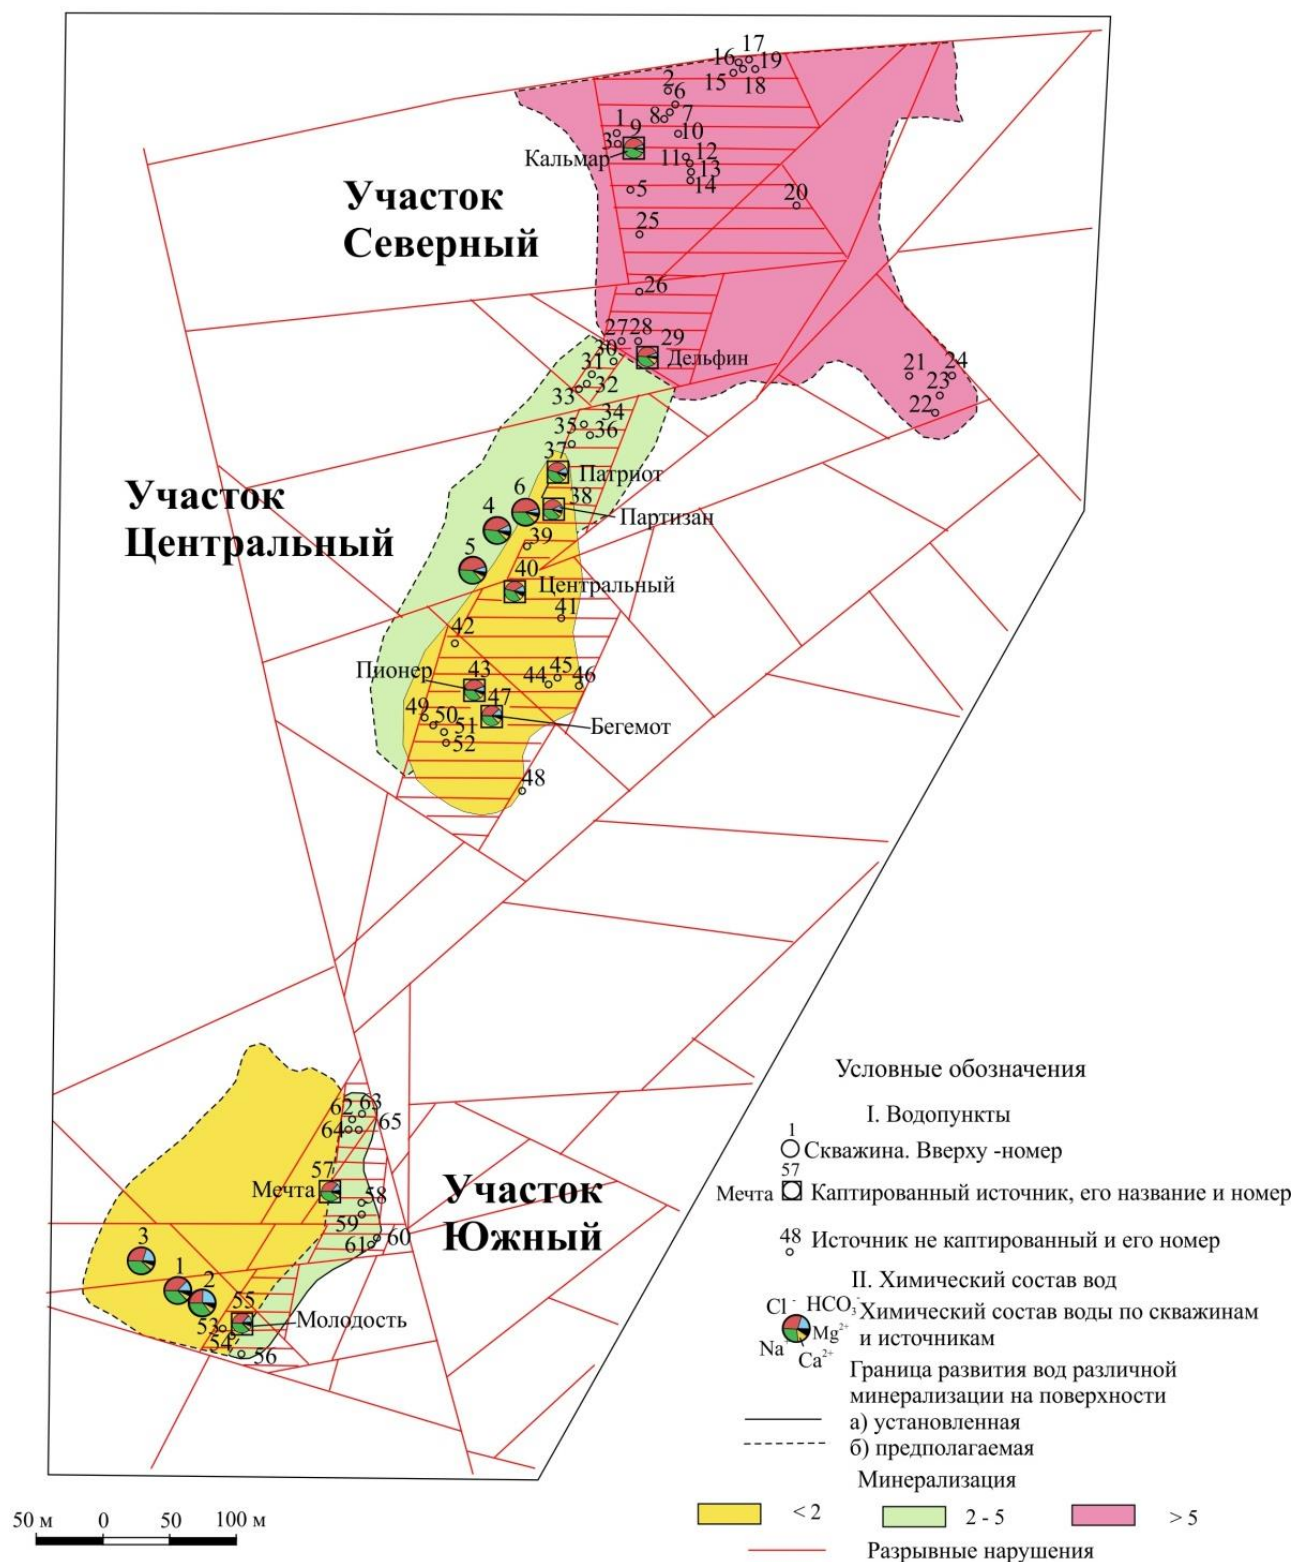 17
16
19
15
18
2
6
8
7
1
9
10
3
Кальмар
11
12
13
14
5
20
25
26
Участок
Северный
27
28
29
Дельфин
30
31
32
33
21
24
23
22
34
35
36
37
Патриот
6
38
Партизан
4
39
5
Участок
Центральный
40
Центральный
41
42
Пионер
43
44
45
46
47
Бегемот
49
50
51
52
48
62
63
64
65
57
Мечта
58
59
60
61
Участок
Южный
3
1
2
55
Молодость
53
54
56
Условные обозначения
I. Водопункты
1
Скважина. Вверху -номер
57
Мечта Каптированный источник, его название и номер
48
Источник не каптированный и его номер
II. Химический состав вод
Cl⁻ HCO₃⁻ Химический состав воды по скважинам
Na⁺ Mg²⁺ и источникам
Ca²⁺
Граница развития вод различной
минерализации на поверхности
а) установленная
б) предполагаемая
Минерализация
< 2 2 - 5 > 5
Разрывные нарушения
50 м 0 50 100 м